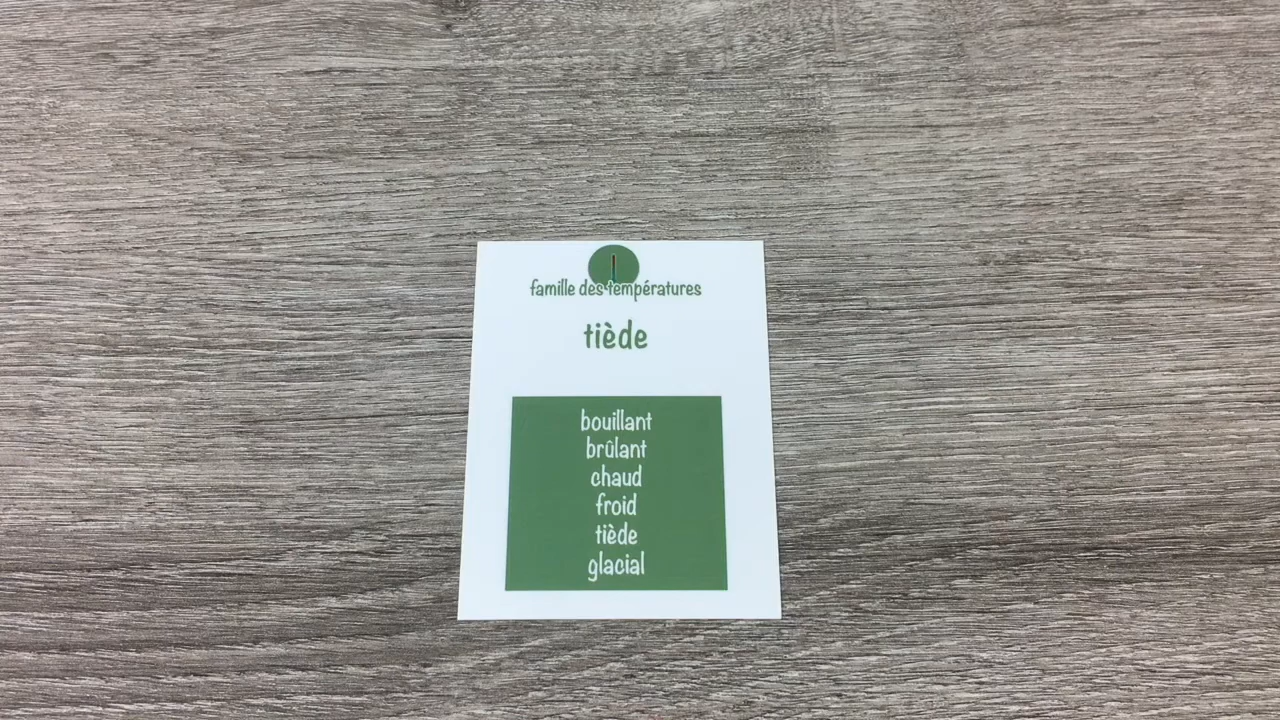 famille des températures
tiède
bouillant
brûlant
chaud
froid
tiède
glacial